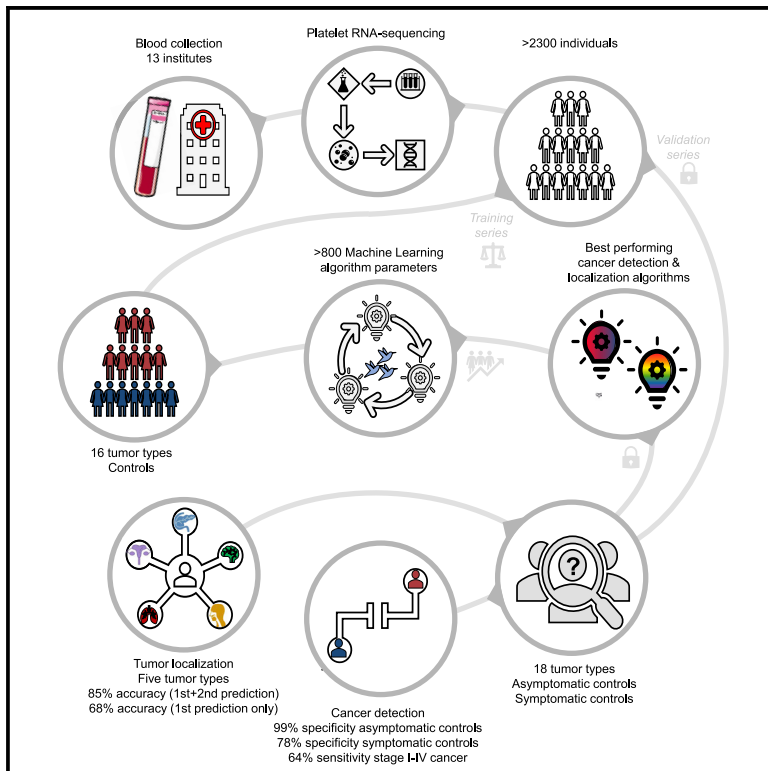 Blood collection
13 institutes
Platelet RNA-sequencing
>2300 individuals
Validation
series
Training
series
>800 Machine Learning
algorithm parameters
Best performing
cancer detection &
localization algorithms
16 tumor types
Controls
?
Tumor localization
Five tumor types
85% accuracy (1st+2nd prediction)
68% accuracy (1st prediction only)
Cancer detection
99% specificity asymptomatic controls
78% specificity symptomatic controls
64% sensitivity stage I-IV cancer
18 tumor types
Asymptomatic controls
Symptomatic controls